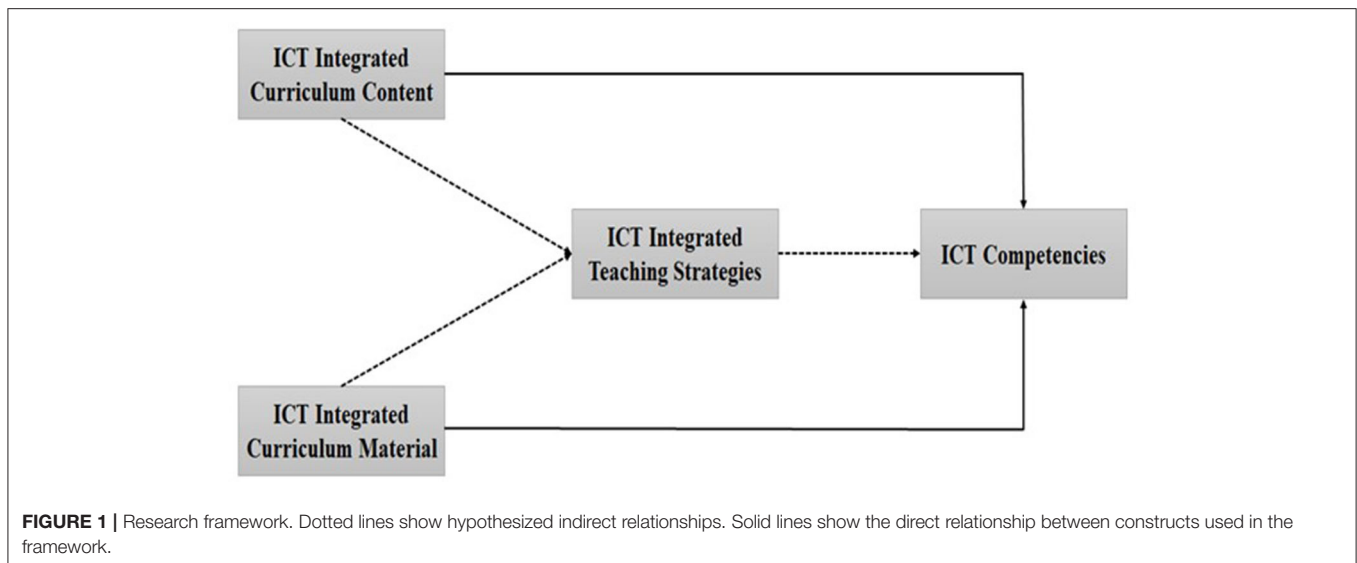 ICT Integrated
Curriculum Content
ICT Integrated
Teaching Strategies
ICT Competencies
ICT Integrated
Curriculum Material
FIGURE 1 | Research framework. Dotted lines show hypothesized indirect relationships. Solid lines show the direct relationship between constructs used in the
framework.